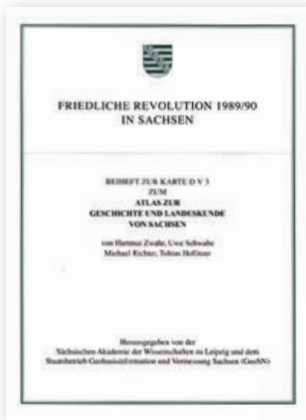 FRIEDLICHE REVOLUTION 1989/90
IN SACHSEN
BEIHEFT ZUR KARTE D V 3
ZUM
ATLAS ZUR
GESCHICHTE UND LANDESKUNDE
VON SACHSEN
von Hartmut Zwahr, Uwe Schwabe
Michael Richter, Tobias Hollitzer
Herausgegeben von der
Sächsischen Akademie der Wissenschaften zu Leipzig und dem
Staatsbetrieb Geobasisinformation und Vermessung Sachsen (GeoSN)